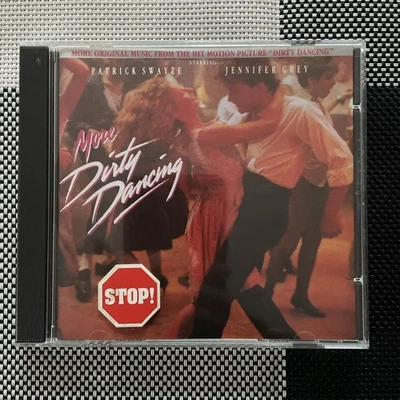 MORE ORIGINAL MUSIC FROM THE HIT MOTION PICTURE "DIRTY DANCING"
STARRING
PATRICK SWAYZE JENNIFER GREY
More
Dirty
Dancing
STOP!